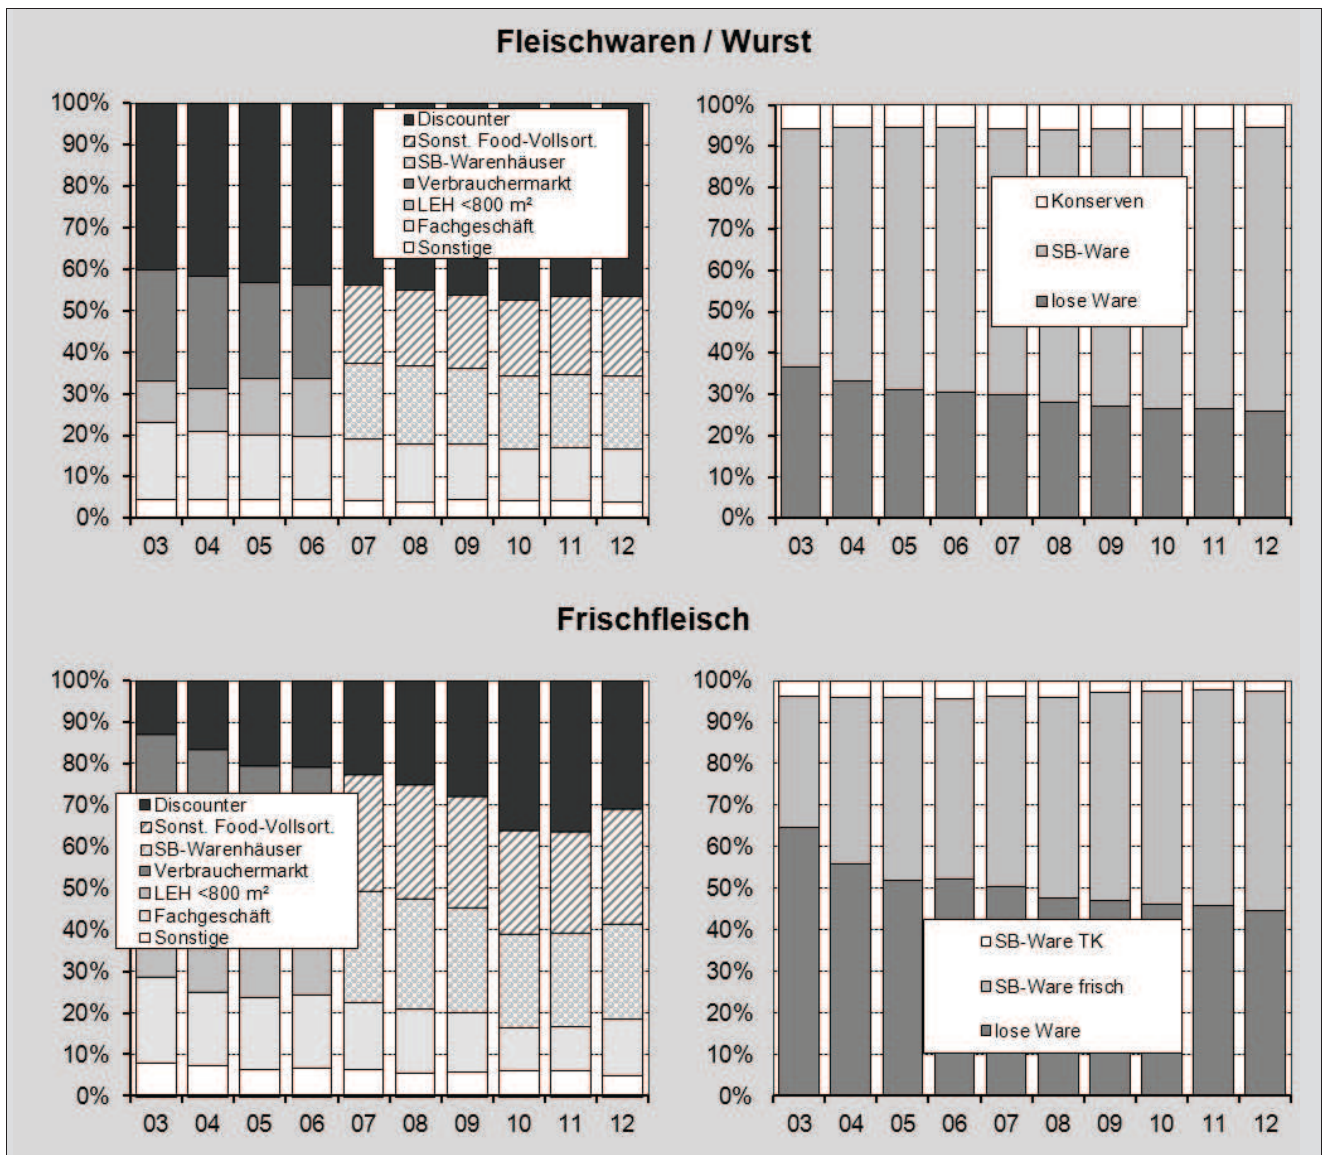 Fleischwaren / Wurst
100%
90%
80%
70%
60%
50%
40%
30%
20%
10%
0%
Discounter
Sonst. Food-Vollsort.
SB-Warenhäuser
Verbrauchermarkt
LEH <800 m²
Fachgeschäft
Sonstige
03 04 05 06 07 08 09 10 11 12
100%
90%
80%
70%
60%
50%
40%
30%
20%
10%
0%
Konserven
SB-Ware
lose Ware
03 04 05 06 07 08 09 10 11 12
Frischfleisch
100%
90%
80%
70%
60%
50%
40%
30%
20%
10%
0%
Discounter
Sonst. Food-Vollsort.
SB-Warenhäuser
Verbrauchermarkt
LEH <800 m²
Fachgeschäft
Sonstige
03 04 05 06 07 08 09 10 11 12
100%
90%
80%
70%
60%
50%
40%
30%
20%
10%
0%
SB-Ware TK
SB-Ware frisch
lose Ware
03 04 05 06 07 08 09 10 11 12